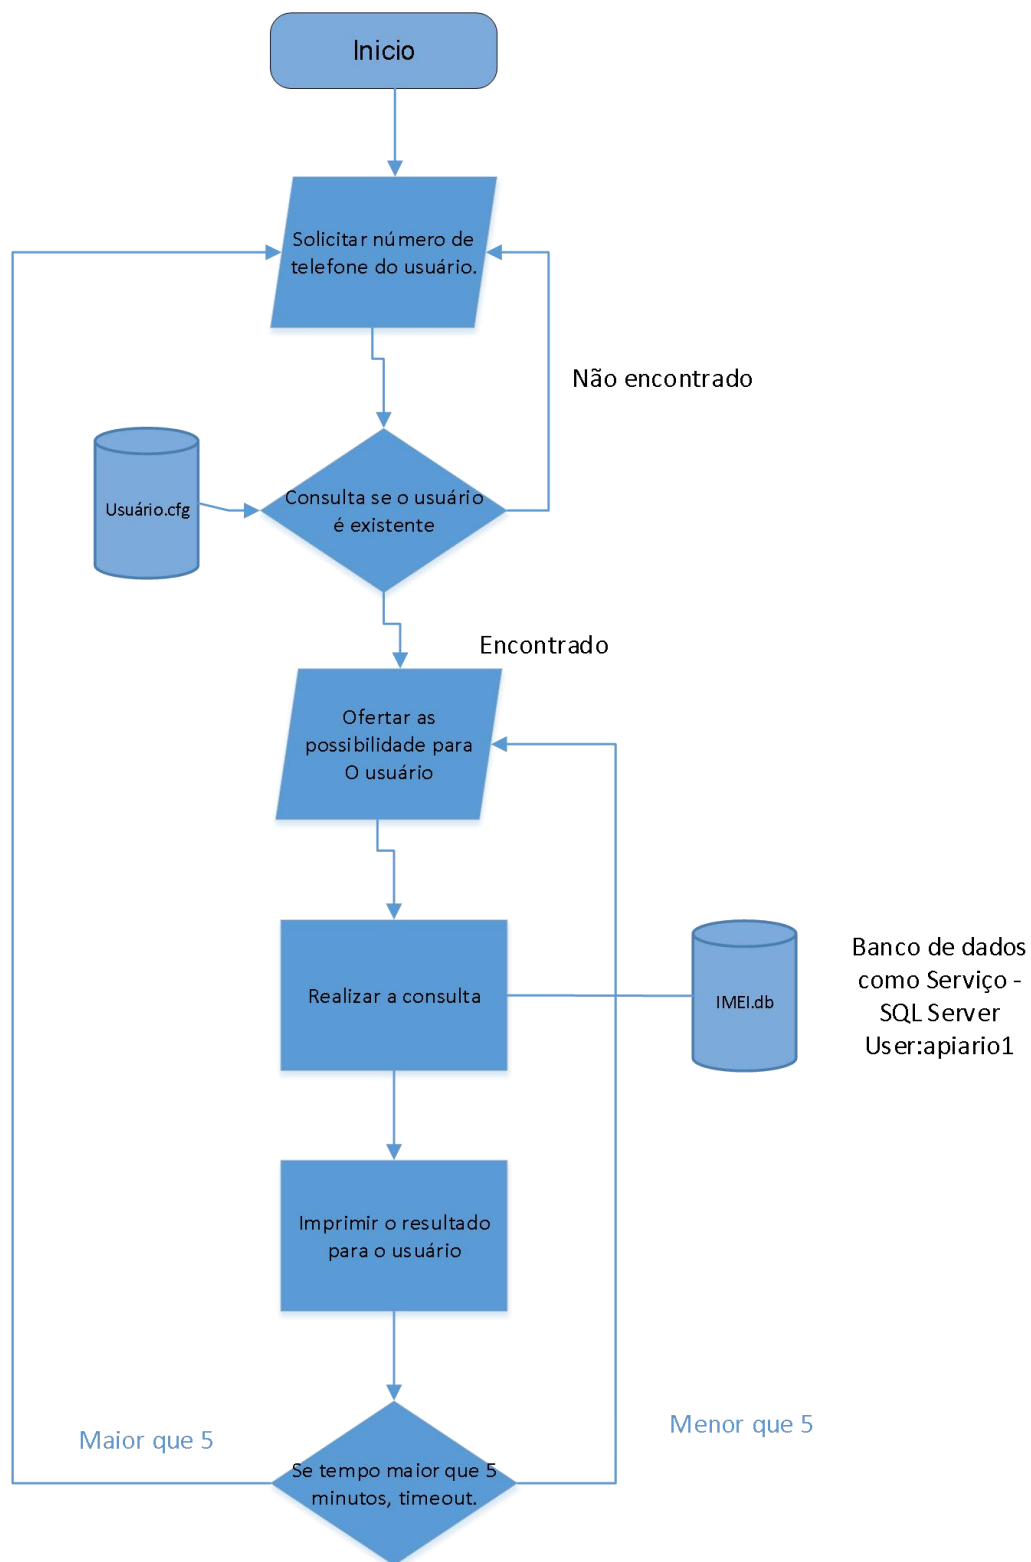 Inicio
Solicitar número de
telefone do usuário.
Não encontrado
Usuário.cfg
Consulta se o usuário
é existente
Encontrado
Ofertar as
possibilidade para
O usuário
Realizar a consulta
IMEI.db
Banco de dados
como Serviço -
SQL Server
User:apiario1
Imprimir o resultado
para o usuário
Maior que 5
Menor que 5
Se tempo maior que 5
minutos, timeout.